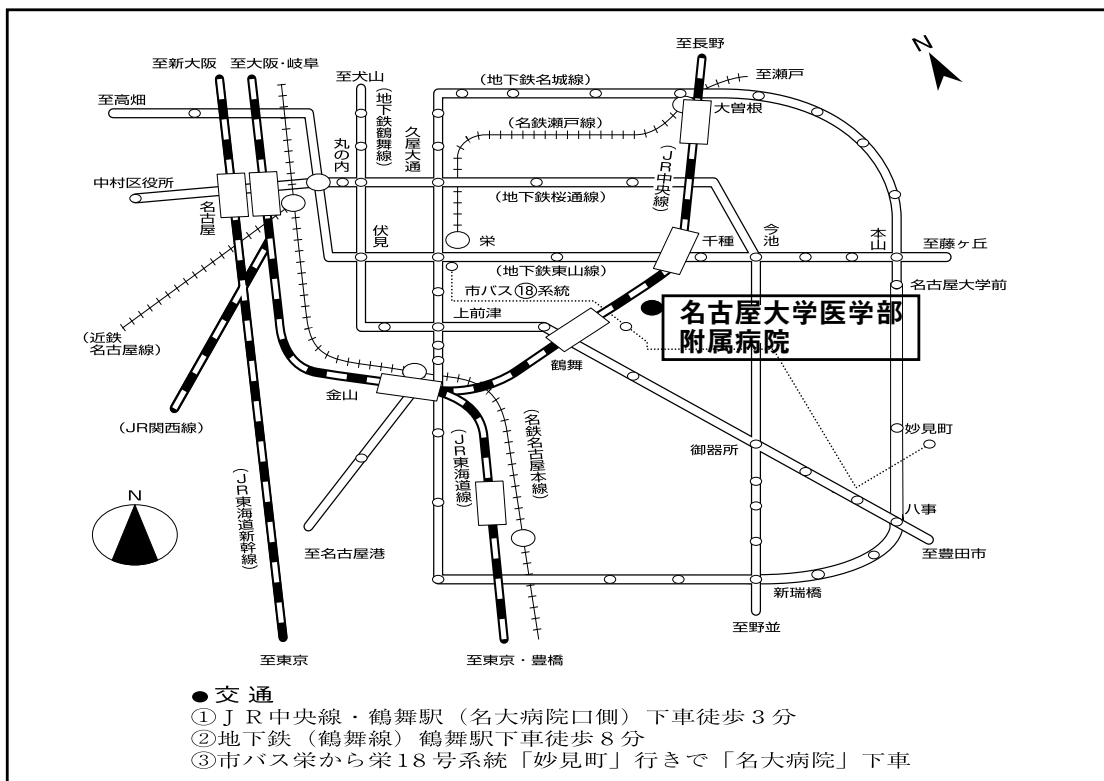 至新大阪
至大阪・岐阜
至犬山
至長野
至瀬戸
N
至高畑
(地下鉄鶴舞線)
(地下鉄名城線)
大曽根
丸の内
久屋大通
(名鉄瀬戸線)
(JR中央線)
中村区役所
名古屋
(地下鉄桜通線)
伏見
栄
千種
今池
本山
至藤ヶ丘
(地下鉄東山線)
名古屋大学前
市バス⑱系統
上前津
名古屋大学医学部
附属病院
(近鉄
名古屋線)
鶴舞
金山
(JR関西線)
(JR東海道線)
(名鉄名古屋本線)
御器所
妙見町
(JR東海道新幹線)
N
八事
至名古屋港
至豊田市
新瑞橋
至野並
至東京
至東京・豊橋
●交通
①JR中央線・鶴舞駅（名大病院口側）下車徒歩3分
②地下鉄（鶴舞線）鶴舞駅下車徒歩8分
③市バス栄から栄18号系統「妙見町」行きで「名大病院」下車